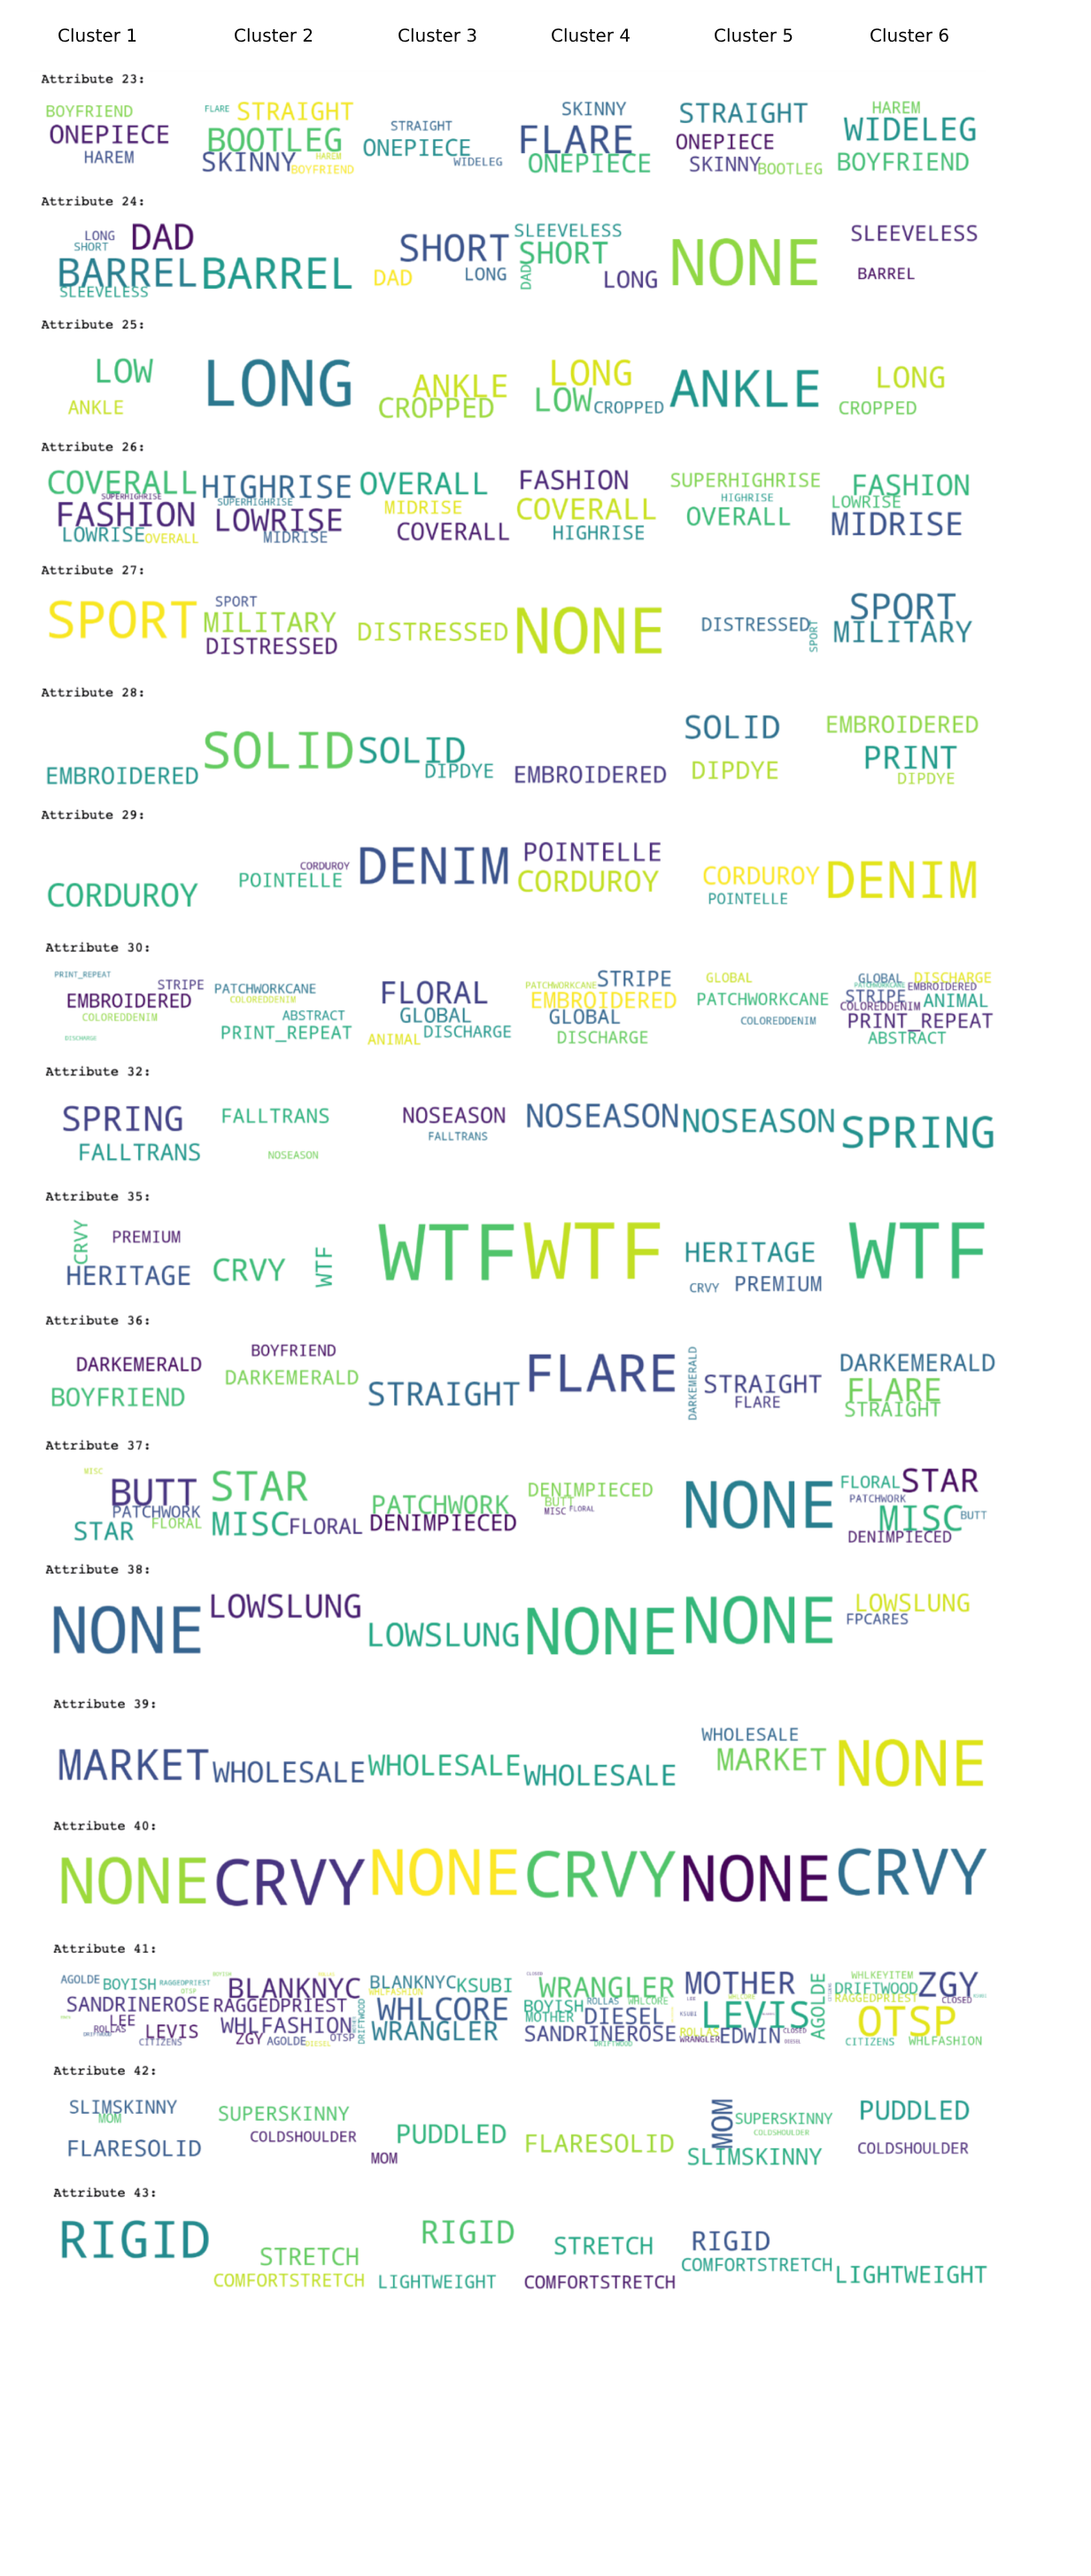 Cluster 1 Cluster 2 Cluster 3 Cluster 4 Cluster 5 Cluster 6
Attribute 23:
BOYFRIEND ONEPIECE HAREM
FLARE STRAIGHT BOOTLEG SKINNY HAREM BOYFRIEND
STRAIGHT ONEPIECE WIDELEG
SKINNY FLARE ONEPIECE
STRAIGHT ONEPIECE SKINNY BOOTLEG
HAREM WIDELEG BOYFRIEND
Attribute 24:
LONG DAD SHORT BARREL SLEEVELESS
BARREL
SHORT DAD LONG
SLEEVELESS SHORT DAD LONG
NONE
SLEEVELESS BARREL
Attribute 25:
LOW ANKLE
LONG
ANKLE CROPPED
LONG LOW CROPPED
ANKLE
LONG CROPPED
Attribute 26:
COVERALL SUPERHIGHRISE FASHION LOWRISE OVERALL
HIGHRISE SUPERHIGHRISE LOWRISE MIDRISE
OVERALL MIDRISE COVERALL
FASHION COVERALL HIGHRISE
SUPERHIGHRISE HIGHRISE OVERALL
FASHION LOWRISE MIDRISE
Attribute 27:
SPORT
SPORT MILITARY DISTRESSED
DISTRESSED
NONE
DISTRESSED SPORT
SPORT MILITARY
Attribute 28:
EMBROIDERED
SOLID
SOLID DIPDYE
EMBROIDERED
SOLID DIPDYE
EMBROIDERED PRINT DIPDYE
Attribute 29:
CORDUROY
CORDUROY POINTELLE
DENIM
POINTELLE CORDUROY
CORDUROY POINTELLE
DENIM
Attribute 30:
PRINT_REPEAT STRIPE EMBROIDERED COLOREDDENIM DISCHARGE
PATCHWORKCANE COLOREDDENIM ABSTRACT PRINT_REPEAT
FLORAL GLOBAL ANIMAL DISCHARGE
PATCHWORKCANE STRIPE EMBROIDERED GLOBAL DISCHARGE
GLOBAL PATCHWORKCANE COLOREDDENIM
GLOBAL DISCHARGE PATCHWORKCANE EMBROIDERED STRIPE COLOREDDENIM ANIMAL PRINT_REPEAT ABSTRACT
Attribute 32:
SPRING FALLTRANS
FALLTRANS NOSEASON
NOSEASON FALLTRANS
NOSEASON
NOSEASON
SPRING
Attribute 35:
CRVY PREMIUM HERITAGE
CRVY WTF
WTF
WTF
HERITAGE CRVY PREMIUM
WTF
Attribute 36:
DARKEMERALD BOYFRIEND
BOYFRIEND DARKEMERALD
STRAIGHT
FLARE
DARKEMERALD STRAIGHT FLARE
DARKEMERALD FLARE STRAIGHT
Attribute 37:
MISC BUTT PATCHWORK STAR FLORAL
STAR MISC FLORAL
PATCHWORK DENIMPIECED
DENIMPIECED BUTT MISC FLORAL
NONE
FLORAL STAR PATCHWORK MISC BUTT DENIMPIECED
Attribute 38:
NONE
LOWSLUNG
LOWSLUNG
NONE
NONE
LOWSLUNG FPCARES
Attribute 39:
MARKET
WHOLESALE
WHOLESALE
WHOLESALE
WHOLESALE MARKET
NONE
Attribute 40:
NONE CRVY NONE CRVY NONE CRVY
Attribute 41:
AGOLDE BOYISH RAGGEDPRIEST OTSP SANDRINEROSE LEE ROLLAS LEVIS DRIFTWOOD CITIZENS
BLANKNYC RAGGEDPRIEST WHLFASHION ZGY AGOLDE OTSP DIESEL DRIFTWOOD
BLANKNYC KSUBI WHLFASHION WHLCORE WRANGLER
CLOSED WRANGLER BOYISH ROLLAS WHLCORE MOTHER DIESEL SANDRINEROSE DRIFTWOOD
MOTHER WHLCORE LEE KSUBI LEVIS AGOLDE ROLLAS CLOSED WRANGLER EDWIN DIESEL
WHLKEYITEM DRIFTWOOD ZGY RAGGEDPRIEST CLOSED OTSP CITIZENS WHLFASHION
Attribute 42:
SLIMSKINNY MOM FLARESOLID
SUPERSKINNY COLDSHOULDER
PUDDLED MOM
FLARESOLID
MOM SUPERSKINNY COLDSHOULDER SLIMSKINNY
PUDDLED COLDSHOULDER
Attribute 43:
RIGID
STRETCH COMFORTSTRETCH
RIGID LIGHTWEIGHT
STRETCH COMFORTSTRETCH
RIGID COMFORTSTRETCH
LIGHTWEIGHT